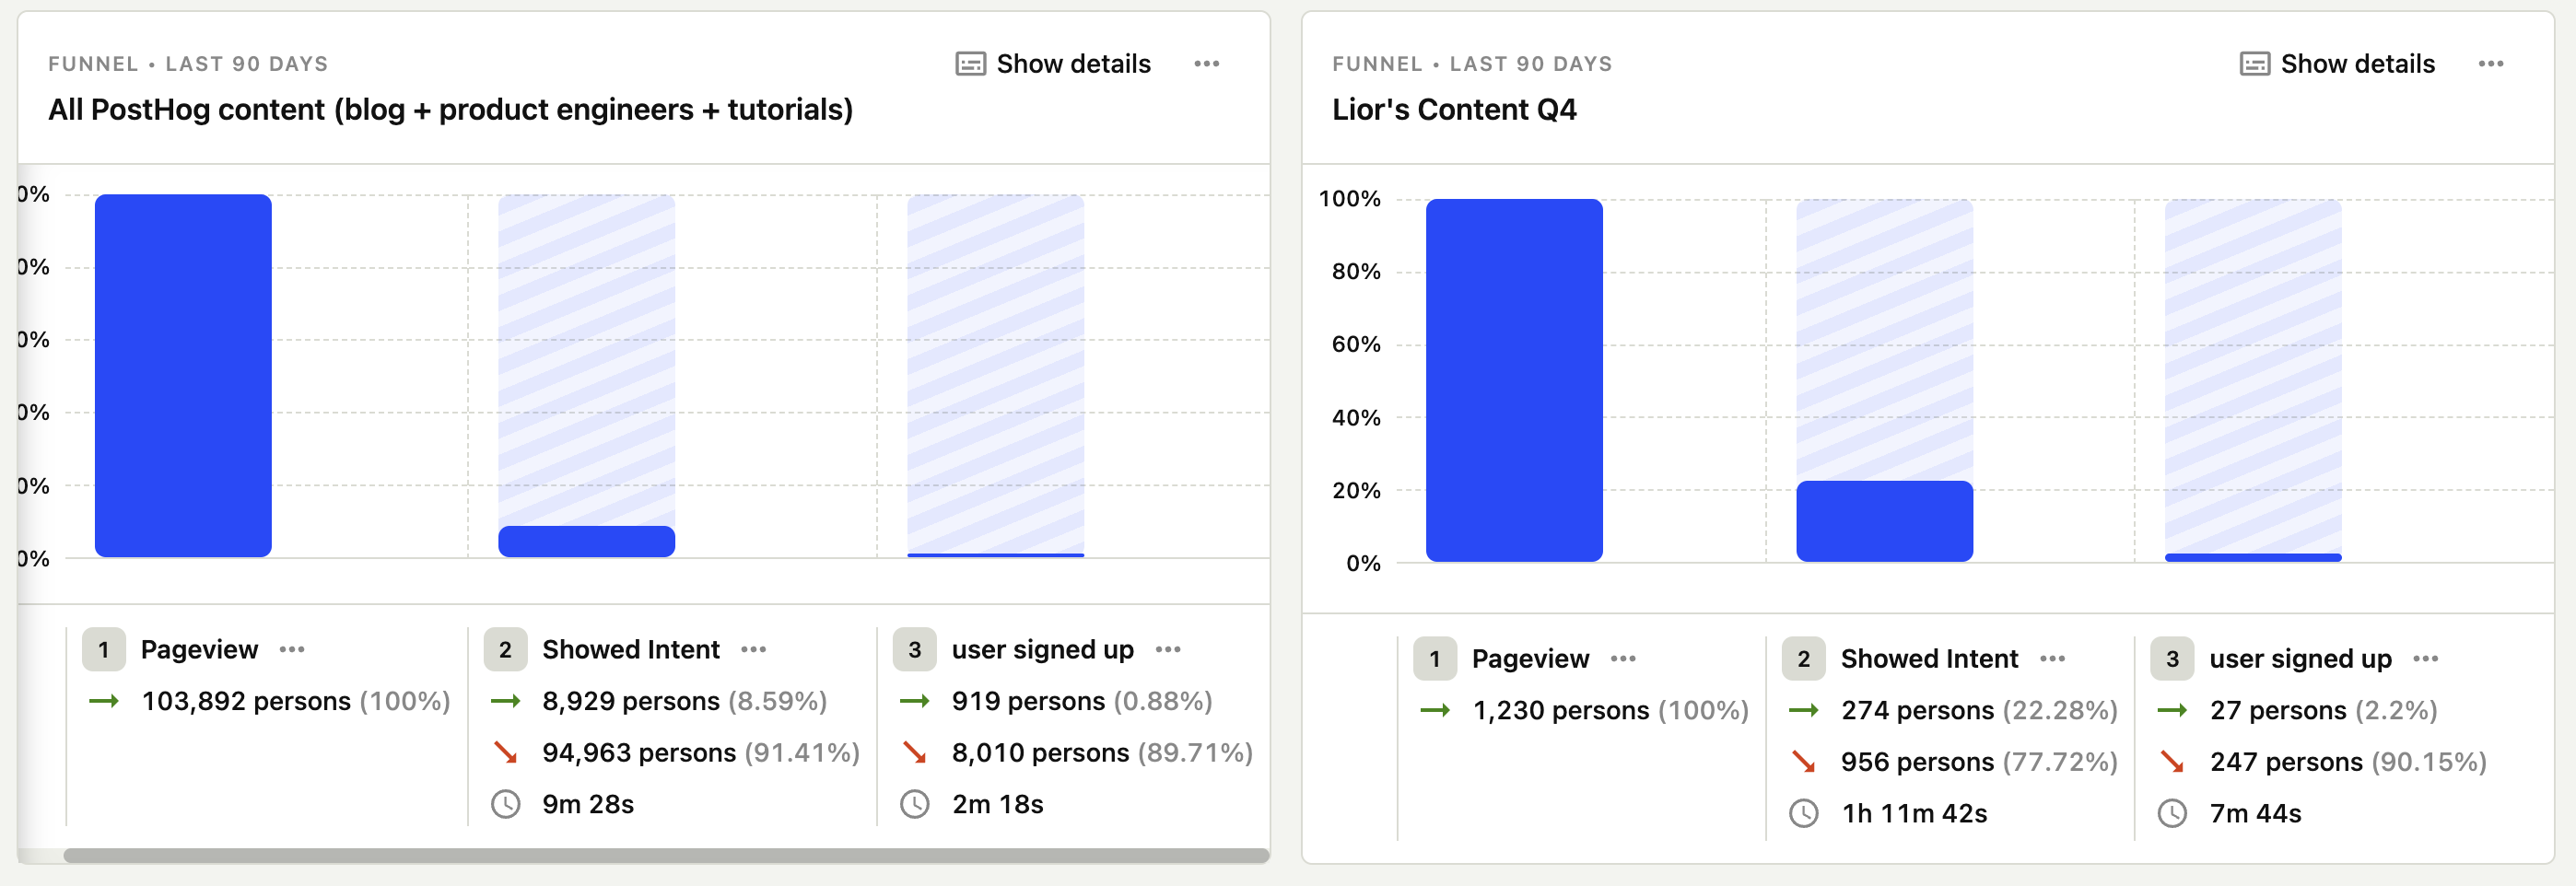 FUNNEL • LAST 90 DAYS
Show details
All PostHog content (blog + product engineers + tutorials)
0%
0%
0%
0%
0%
0%
1 Pageview
103,892 persons (100%)
2 Showed Intent
8,929 persons (8.59%)
94,963 persons (91.41%)
9m 28s
3 user signed up
919 persons (0.88%)
8,010 persons (89.71%)
2m 18s
FUNNEL • LAST 90 DAYS
Show details
Lior's Content Q4
100%
80%
60%
40%
20%
0%
1 Pageview
1,230 persons (100%)
2 Showed Intent
274 persons (22.28%)
956 persons (77.72%)
1h 11m 42s
3 user signed up
27 persons (2.2%)
247 persons (90.15%)
7m 44s